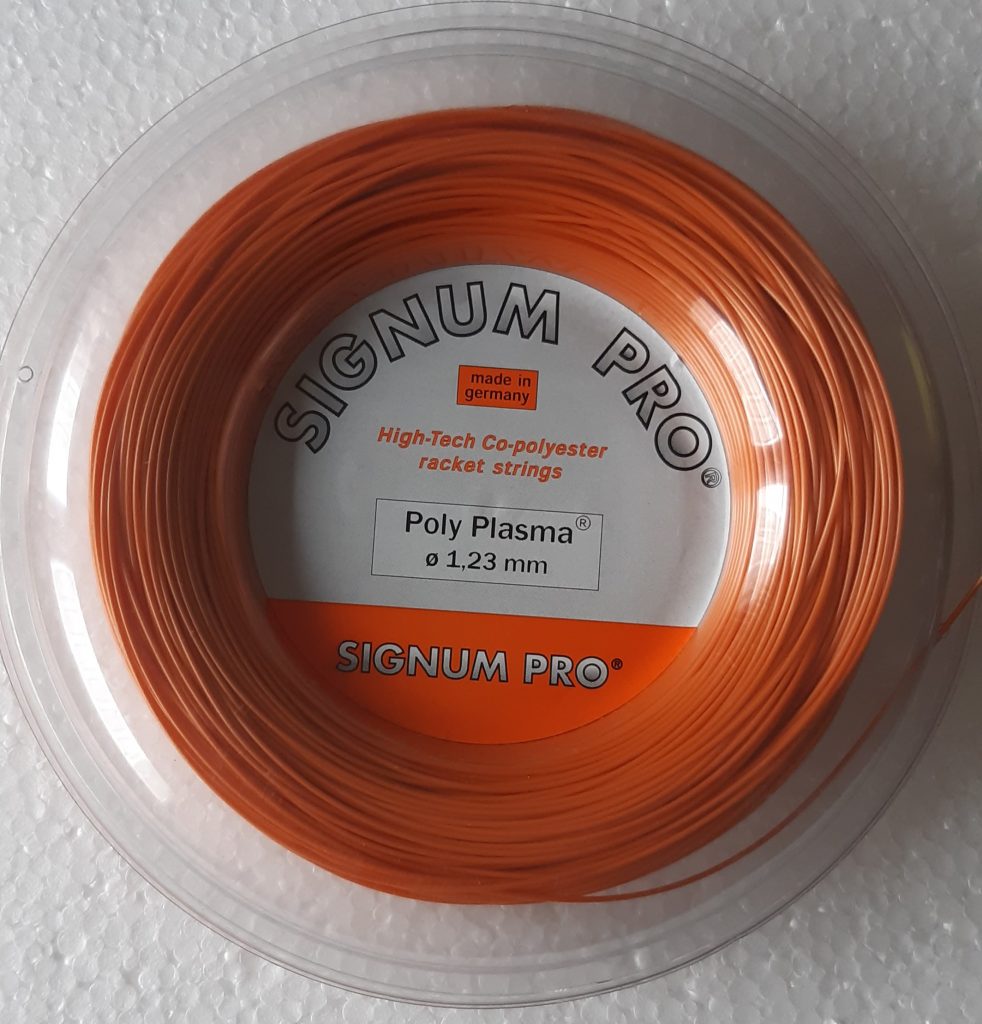 SIGNUM PRO®
made in
germany
High-Tech Co-polyester
racket strings
Poly Plasma®
ø 1,23 mm
SIGNUM PRO®